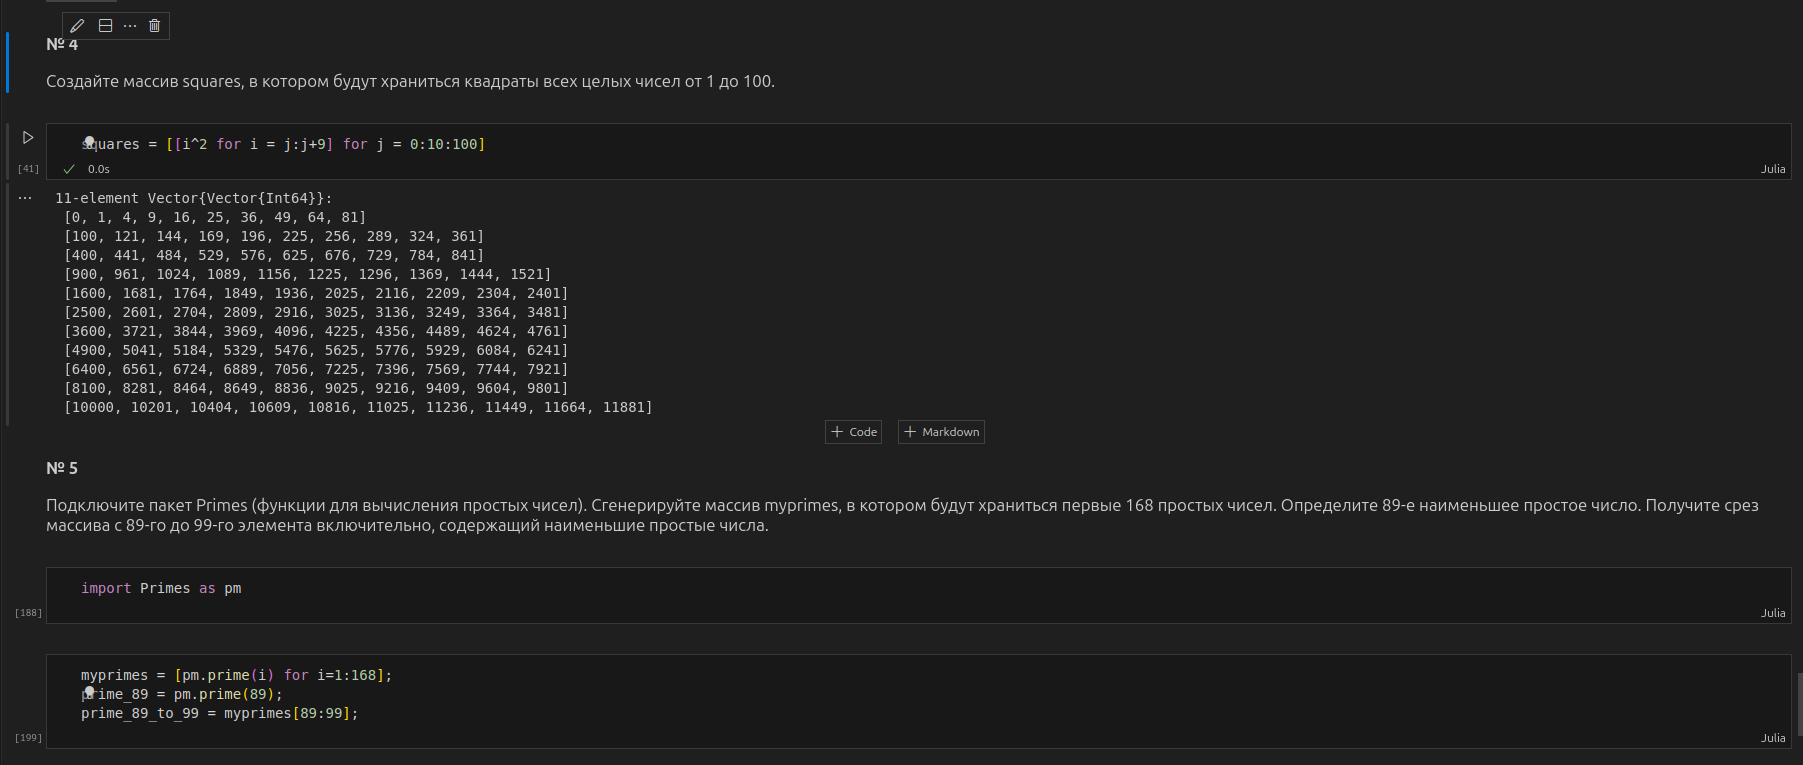 № 4
Создайте массив squares, в котором будут храниться квадраты всех целых чисел от 1 до 100.
squares = [[i^2 for i = j:j+9] for j = 0:10:100]
[41]
0.0s
Julia
11-element Vector{Vector{Int64}}:
[0, 1, 4, 9, 16, 25, 36, 49, 64, 81]
[100, 121, 144, 169, 196, 225, 256, 289, 324, 361]
[400, 441, 484, 529, 576, 625, 676, 729, 784, 841]
[900, 961, 1024, 1089, 1156, 1225, 1296, 1369, 1444, 1521]
[1600, 1681, 1764, 1849, 1936, 2025, 2116, 2209, 2304, 2401]
[2500, 2601, 2704, 2809, 2916, 3025, 3136, 3249, 3364, 3481]
[3600, 3721, 3844, 3969, 4096, 4225, 4356, 4489, 4624, 4761]
[4900, 5041, 5184, 5329, 5476, 5625, 5776, 5929, 6084, 6241]
[6400, 6561, 6724, 6889, 7056, 7225, 7396, 7569, 7744, 7921]
[8100, 8281, 8464, 8649, 8836, 9025, 9216, 9409, 9604, 9801]
[10000, 10201, 10404, 10609, 10816, 11025, 11236, 11449, 11664, 11881]
+ Code + Markdown
№ 5
Подключите пакет Primes (функции для вычисления простых чисел). Сгенерируйте массив myprimes, в котором будут храниться первые 168 простых чисел. Определите 89-е наименьшее простое число. Получите срез
массива с 89-го до 99-го элемента включительно, содержащий наименьшие простые числа.
import Primes as pm
[188]
Julia
myprimes = [pm.prime(i) for i=1:168];
prime_89 = pm.prime(89);
prime_89_to_99 = myprimes[89:99];
[199]
Julia